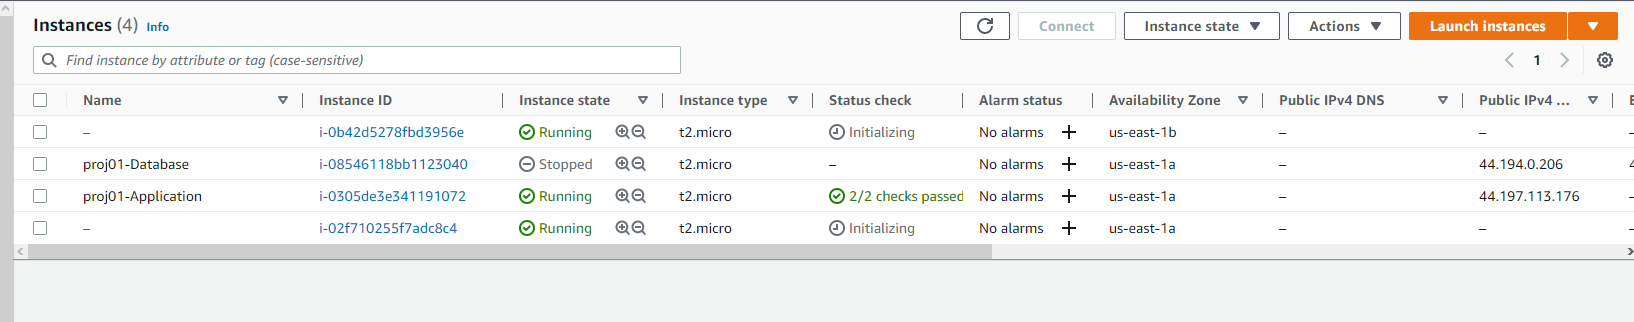 Instances (4) Info Connect Instance state Actions Launch instances
Find instance by attribute or tag (case-sensitive) 1
Name Instance ID Instance state Instance type Status check Alarm status Availability Zone Public IPv4 DNS Public IPv4 ... E
– i-0b42d5278fbd3956e Running t2.micro Initializing No alarms + us-east-1b – – –
proj01-Database i-08546118bb1123040 Stopped t2.micro – No alarms + us-east-1a – 44.194.0.206 4
proj01-Application i-0305de3e341191072 Running t2.micro 2/2 checks passed No alarms + us-east-1a – 44.197.113.176 –
– i-02f710255f7adc8c4 Running t2.micro Initializing No alarms + us-east-1a – – –